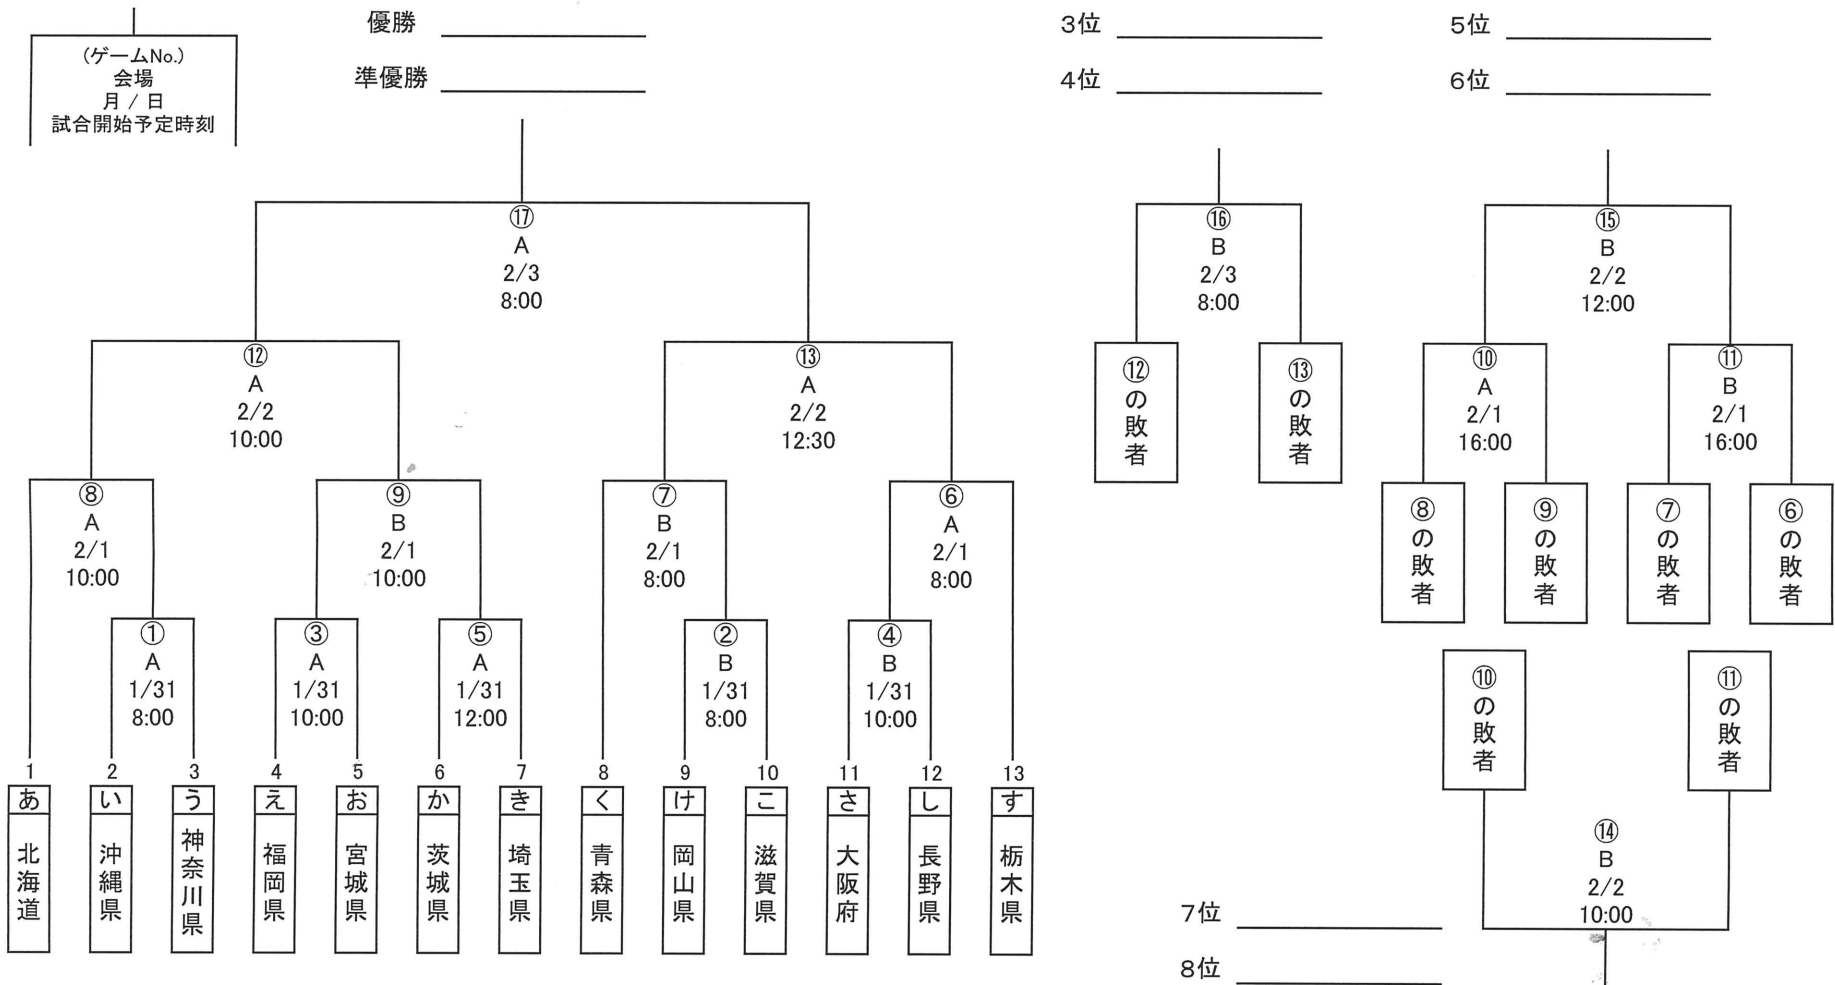 優勝
準優勝
3位
4位
5位
6位
(ゲームNo.)
会場
月 / 日
試合開始予定時刻
⑰
A
2/3
8:00
⑫
A
2/2
10:00
⑬
A
2/2
12:30
⑧
A
2/1
10:00
⑨
B
2/1
10:00
⑦
B
2/1
8:00
⑥
A
2/1
8:00
①
A
1/31
8:00
③
A
1/31
10:00
⑤
A
1/31
12:00
②
B
1/31
8:00
④
B
1/31
10:00
1
あ
北海道
2
い
沖縄県
3
う
神奈川県
4
え
福岡県
5
お
宮城県
6
か
茨城県
7
き
埼玉県
8
く
青森県
9
け
岡山県
10
こ
滋賀県
11
さ
大阪府
12
し
長野県
13
す
栃木県
⑯
B
2/3
8:00
⑫の敗者
⑬の敗者
⑮
B
2/2
12:00
⑩
A
2/1
16:00
⑪
B
2/1
16:00
⑧の敗者
⑨の敗者
⑦の敗者
⑥の敗者
⑩の敗者
⑪の敗者
⑭
B
2/2
10:00
7位
8位